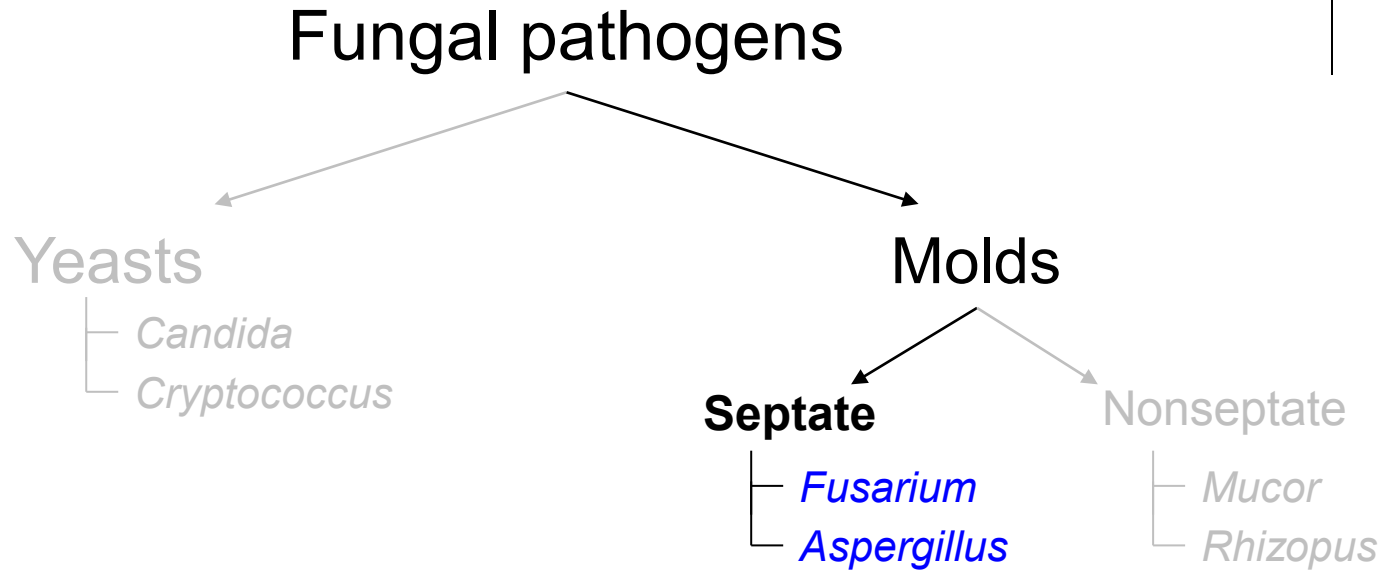 Fungal pathogens
Yeasts
Candida
Cryptococcus
Molds
Septate
Fusarium
Aspergillus
Nonseptate
Mucor
Rhizopus